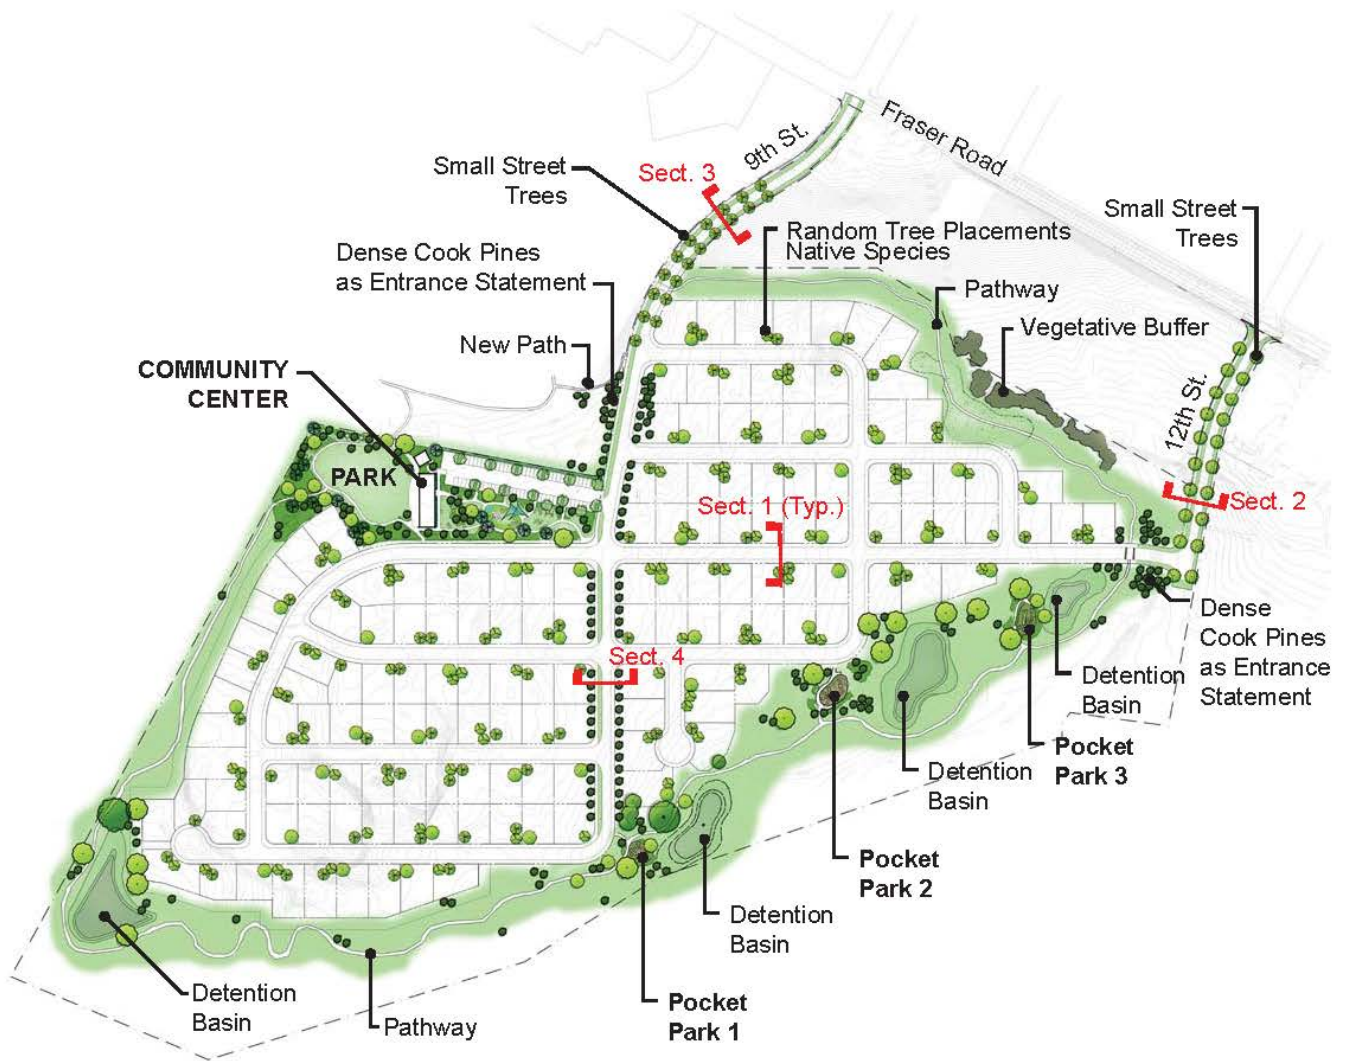 Fraser Road
9th St.
Small Street
Trees
Sect. 3
Small Street
Trees
Random Tree Placements
Native Species
Dense Cook Pines
as Entrance Statement
Pathway
Vegetative Buffer
New Path
COMMUNITY
CENTER
12th St.
PARK
Sect. 1 (Typ.)
Sect. 2
Dense
Cook Pines
as Entrance
Statement
Sect. 4
Detention
Basin
Pocket
Park 3
Detention
Basin
Pocket
Park 2
Detention
Basin
Detention
Basin
Pocket
Park 1
Pathway